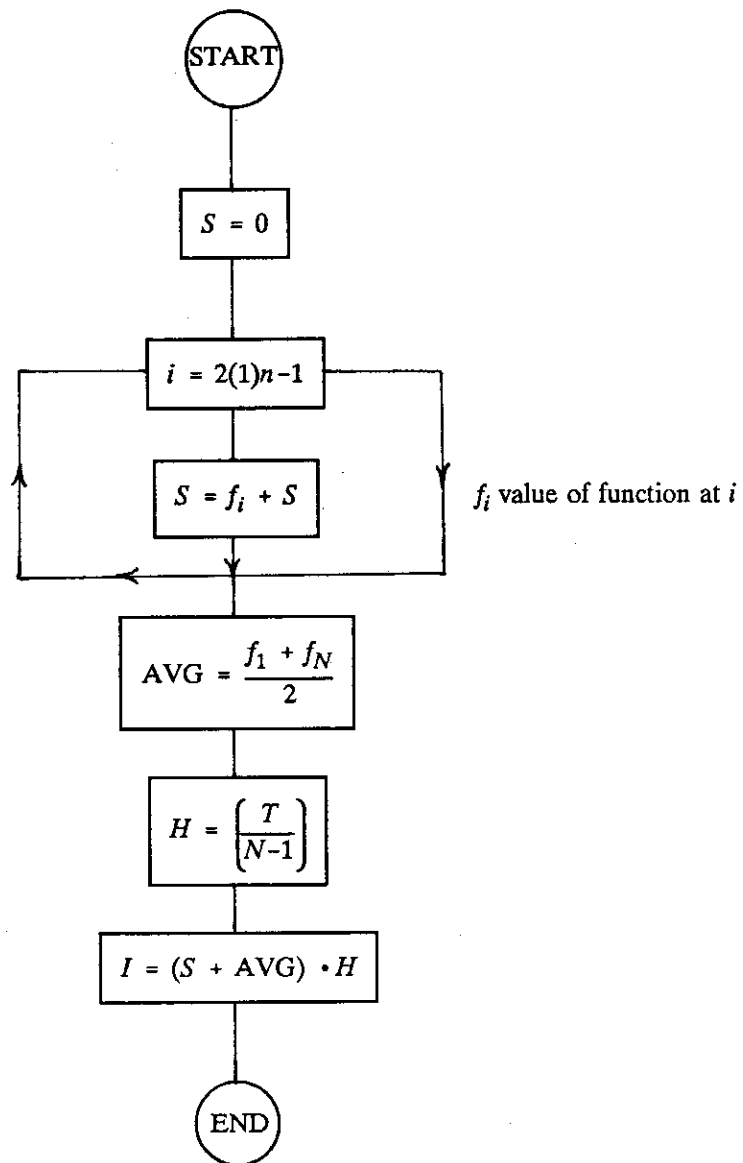 START
S = 0
i = 2(1)n-1
S = f_i + S
f_i value of function at i
AVG = (f_1 + f_N)/2
H = (T/(N-1))
I = (S + AVG) • H
END